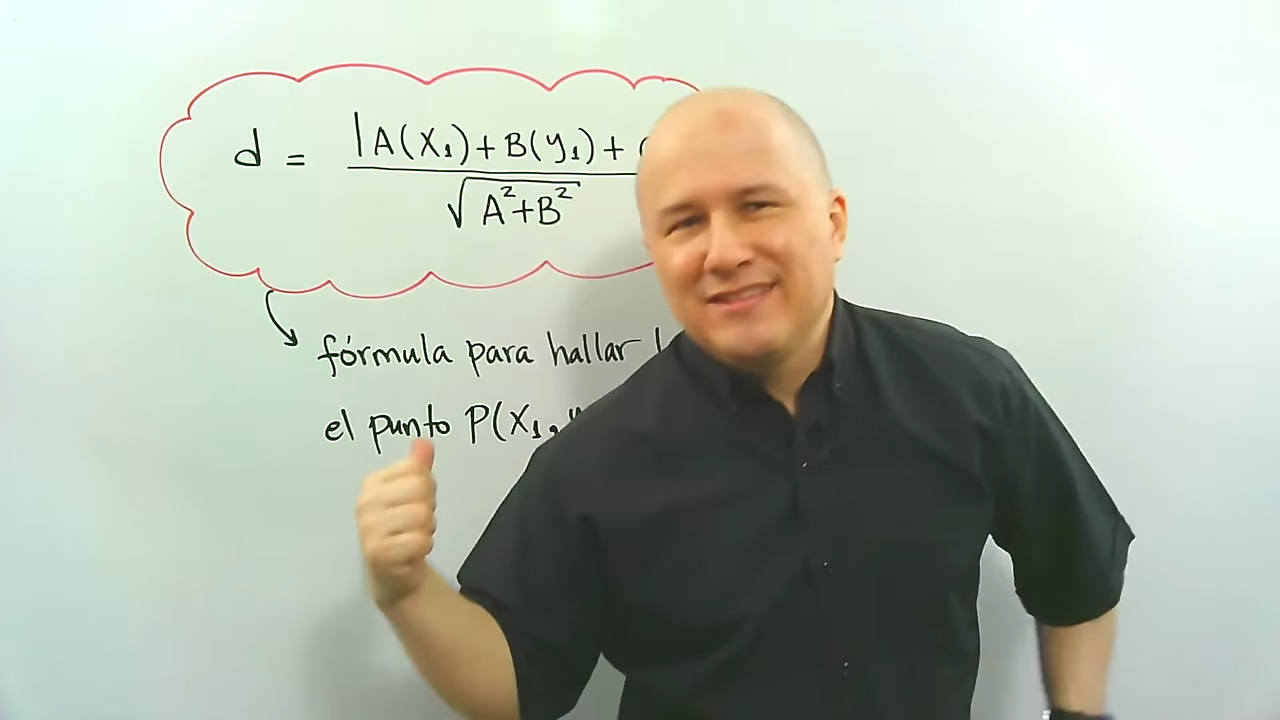 d = |A(x₁)+B(y₁)+
√A²+B²
fórmula para hallar
el punto P(x₁,